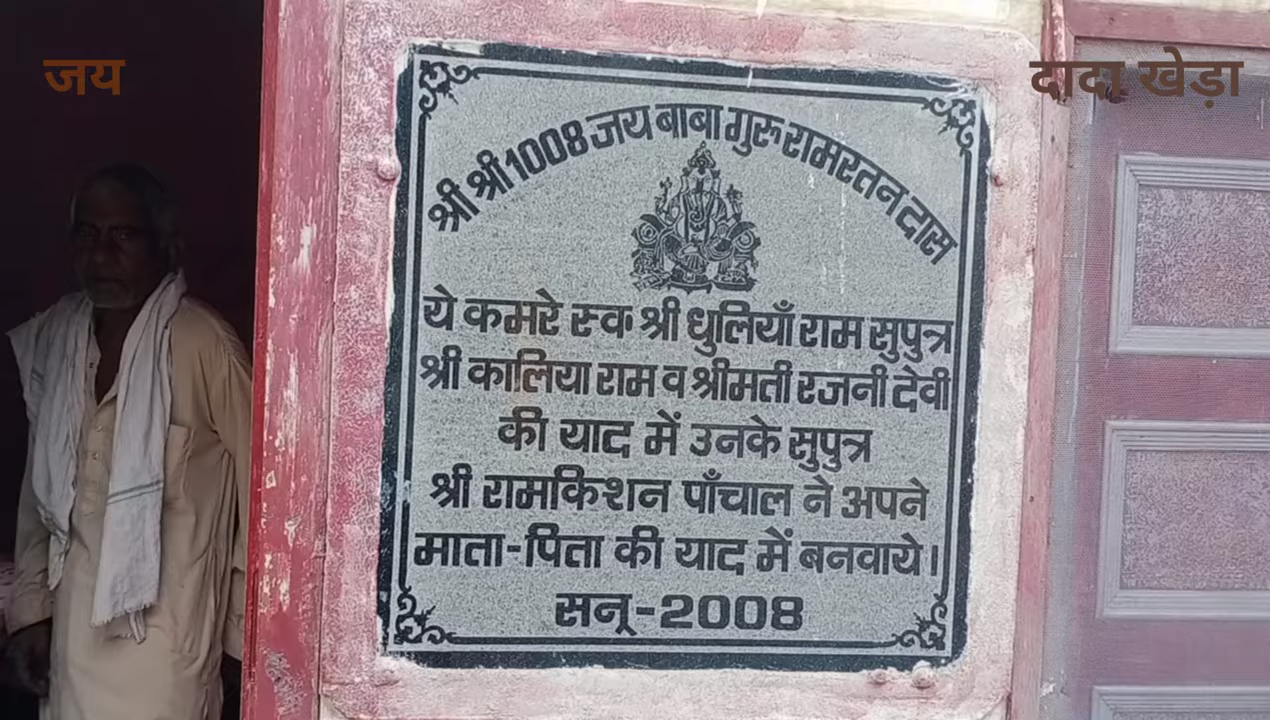 जय
दादा खेड़ा
श्री श्री 1008 जय बाबा गुरु रामरतन दास
ये कमरे स्व श्री धुलियाँ राम सुपुत्र
श्री कालिया राम व श्रीमती रजनी देवी
की याद में उनके सुपुत्र
श्री रामकिशन पाँचाल ने अपने
माता-पिता की याद में बनवाये।
सन्-2008